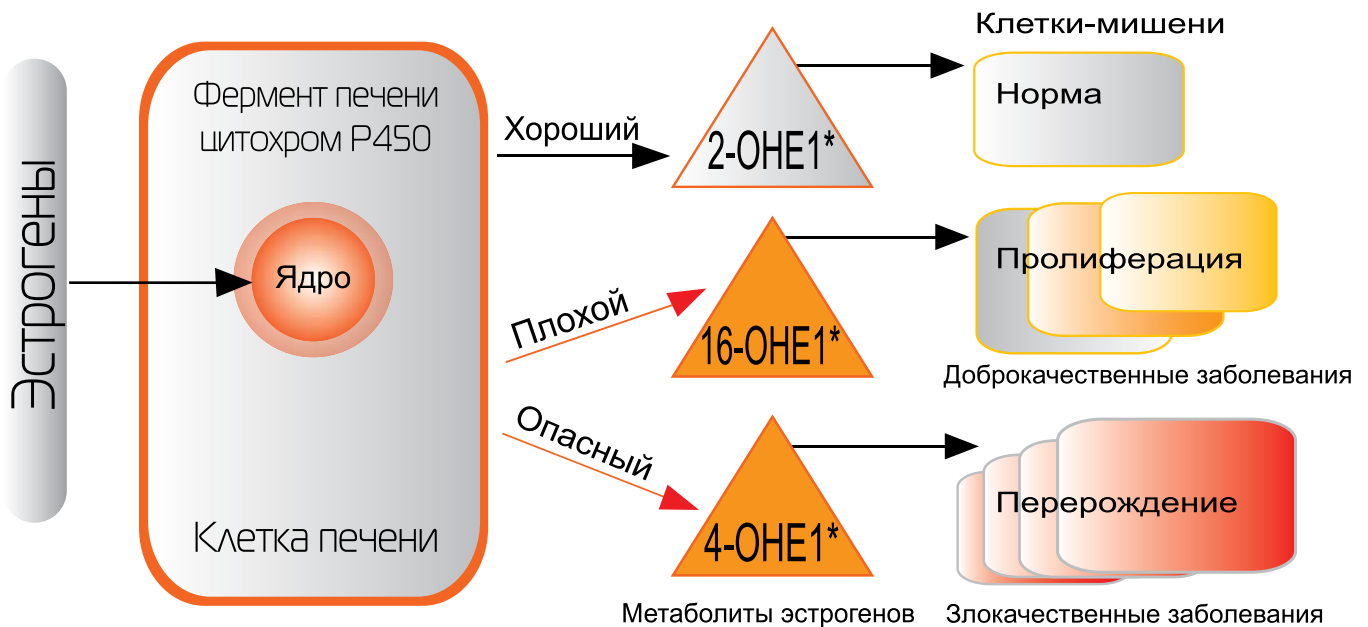 Эстрогены
Фермент печени
цитохром P450
Ядро
Клетка печени
Хороший
Плохой
Опасный
2-OHE1*
16-OHE1*
4-OHE1*
Метаболиты эстрогенов
Клетки-мишени
Норма
Пролиферация
Доброкачественные заболевания
Перерождение
Злокачественные заболевания